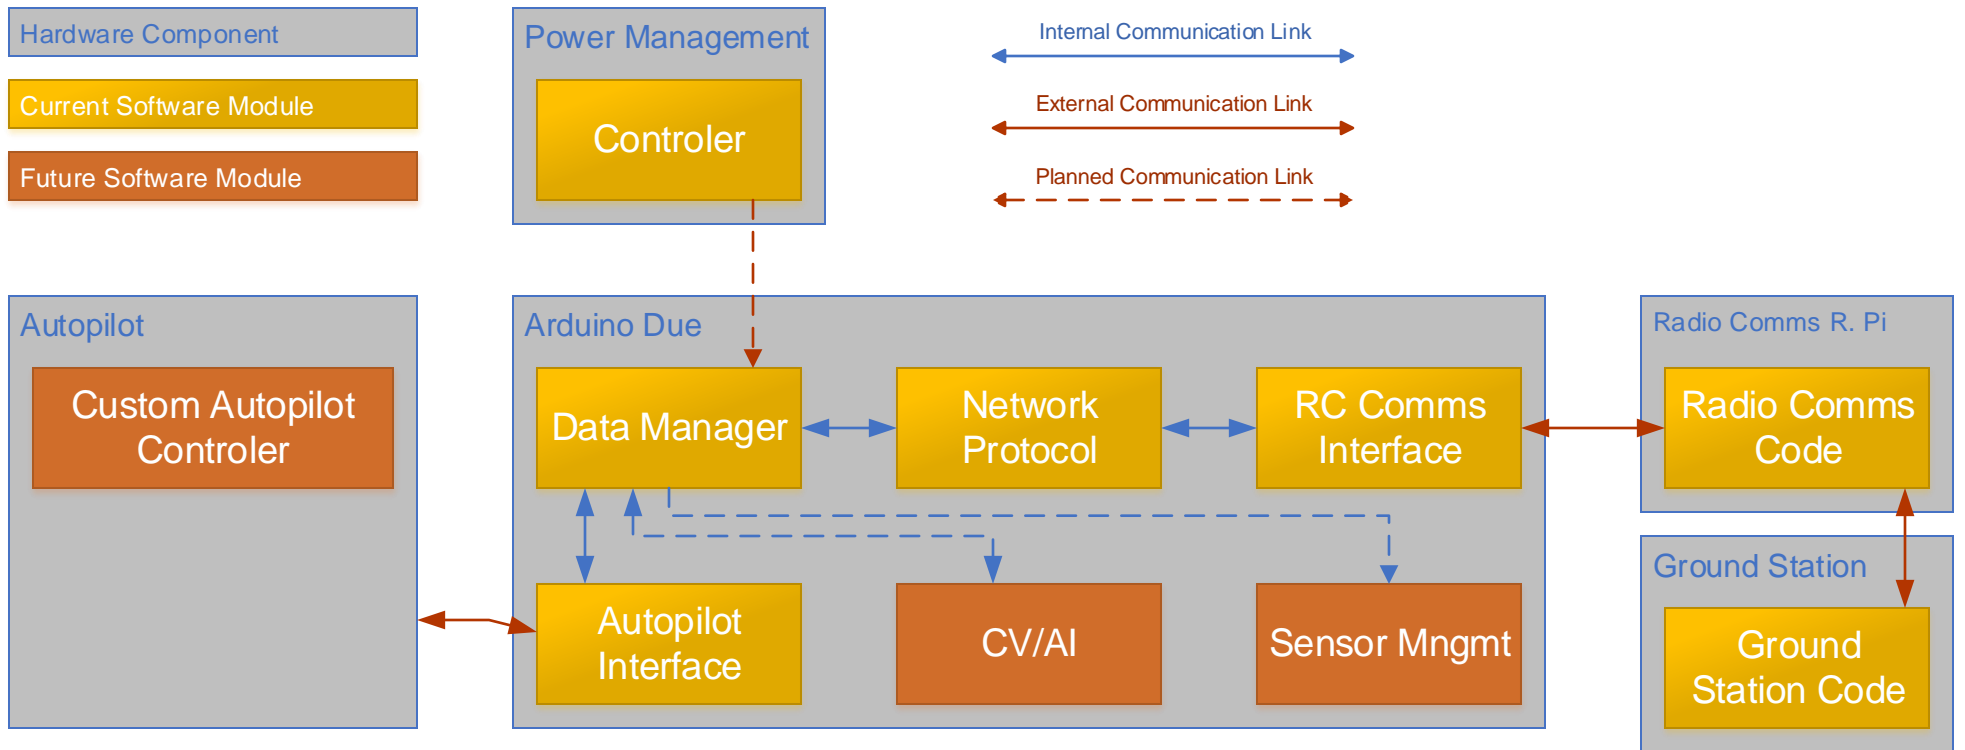 Hardware Component
Current Software Module
Future Software Module
Power Management
Controler
Internal Communication Link
External Communication Link
Planned Communication Link
Autopilot
Custom Autopilot
Controler
Arduino Due
Data Manager
Network
Protocol
RC Comms
Interface
Autopilot
Interface
CV/AI
Sensor Mngmt
Radio Comms R. Pi
Radio Comms
Code
Ground Station
Ground
Station Code